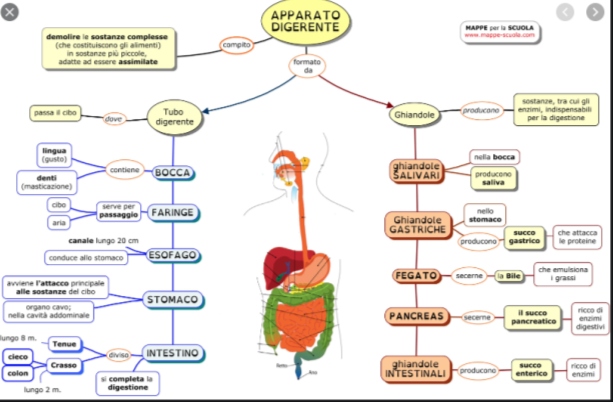 APPARATO
DIGERENTE
MAPPE per la SCUOLA
www.mappe-scuola.com
demolire le sostanze complesse
(che costituiscono gli alimenti)
in sostanze più piccole,
adatte ad essere assimilate
compito
formato
da
passa il cibo
dove
Tubo
digerente
Ghiandole
producono
sostanze, tra cui gli
enzimi, indispensabili
per la digestione
lingua
(gusto)
denti
(masticazione)
contiene
BOCCA
cibo
aria
serve per
passaggio
FARINGE
canale lungo 20 cm
conduce allo stomaco
ESOFAGO
avviene l'attacco principale
alle sostanze del cibo
organo cavo;
nella cavità addominale
STOMACO
lungo 8 m.
Tenue
cieco
colon
Crasso
lungo 2 m.
diviso
INTESTINO
si completa la
digestione
ghiandole
SALIVARI
nella bocca
producono
saliva
Ghiandole
GASTRICHE
nello
stomaco
producono
succo
gastrico
che attacca
le proteine
FEGATO
secerne
la Bile
che emulsiona
i grassi
PANCREAS
secerne
il succo
pancreatico
ricco di
enzimi
digestivi
ghiandole
INTESTINALI
producono
succo
enterico
ricco di
enzimi
Retto
Ano